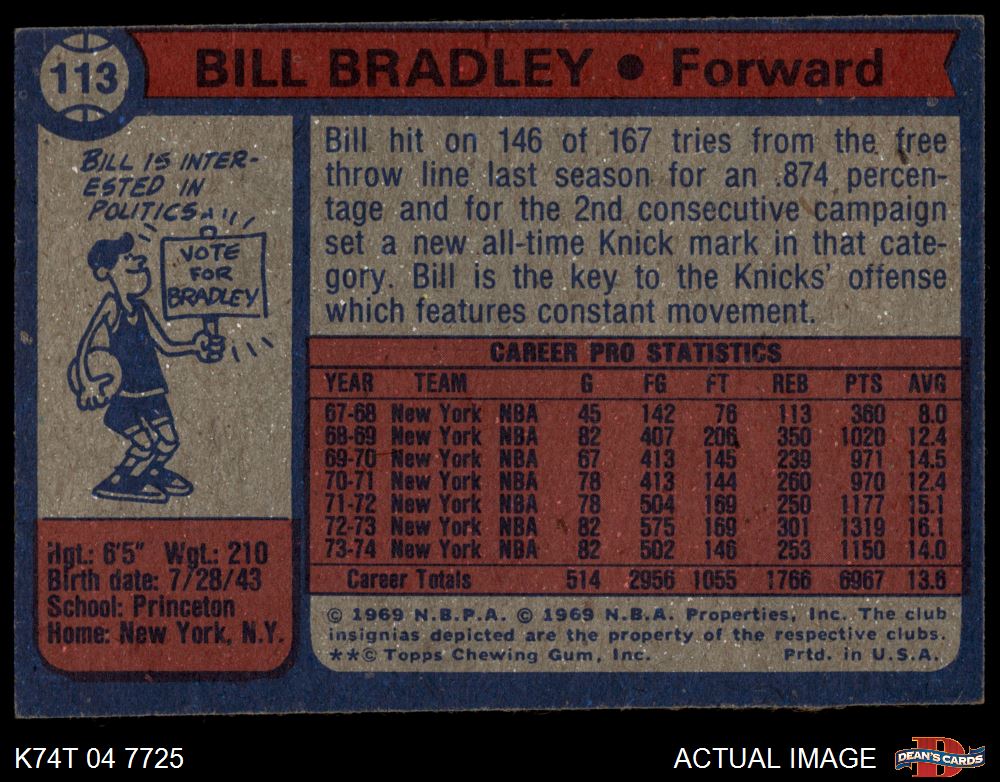 113
BILL BRADLEY ● Forward
BILL IS INTER-
ESTED IN
POLITICS
VOTE
FOR
BRADLEY
Hgt.: 6'5" Wgt.: 210
Birth date: 7/28/43
School: Princeton
Home: New York, N.Y.
Bill hit on 146 of 167 tries from the free
throw line last season for an .874 percen-
tage and for the 2nd consecutive campaign
set a new all-time Knick mark in that cate-
gory. Bill is the key to the Knicks' offense
which features constant movement.
CAREER PRO STATISTICS
YEAR TEAM G FG FT REB PTS AVG
67-68 New York NBA 45 142 76 113 360 8.0
68-69 New York NBA 82 407 206 350 1020 12.4
69-70 New York NBA 67 413 145 239 971 14.5
70-71 New York NBA 78 413 144 260 970 12.4
71-72 New York NBA 78 504 169 250 1177 15.1
72-73 New York NBA 82 575 169 301 1319 16.1
73-74 New York NBA 82 502 146 253 1150 14.0
Career Totals 514 2956 1055 1766 6967 13.6
© 1969 N.B.P.A. © 1969 N.B.A. Properties, Inc. The club
insignias depicted are the property of the respective clubs.
**© Topps Chewing Gum, Inc. Prtd. in U.S.A.
K74T 04 7725
ACTUAL IMAGE
DEAN'S CARDS